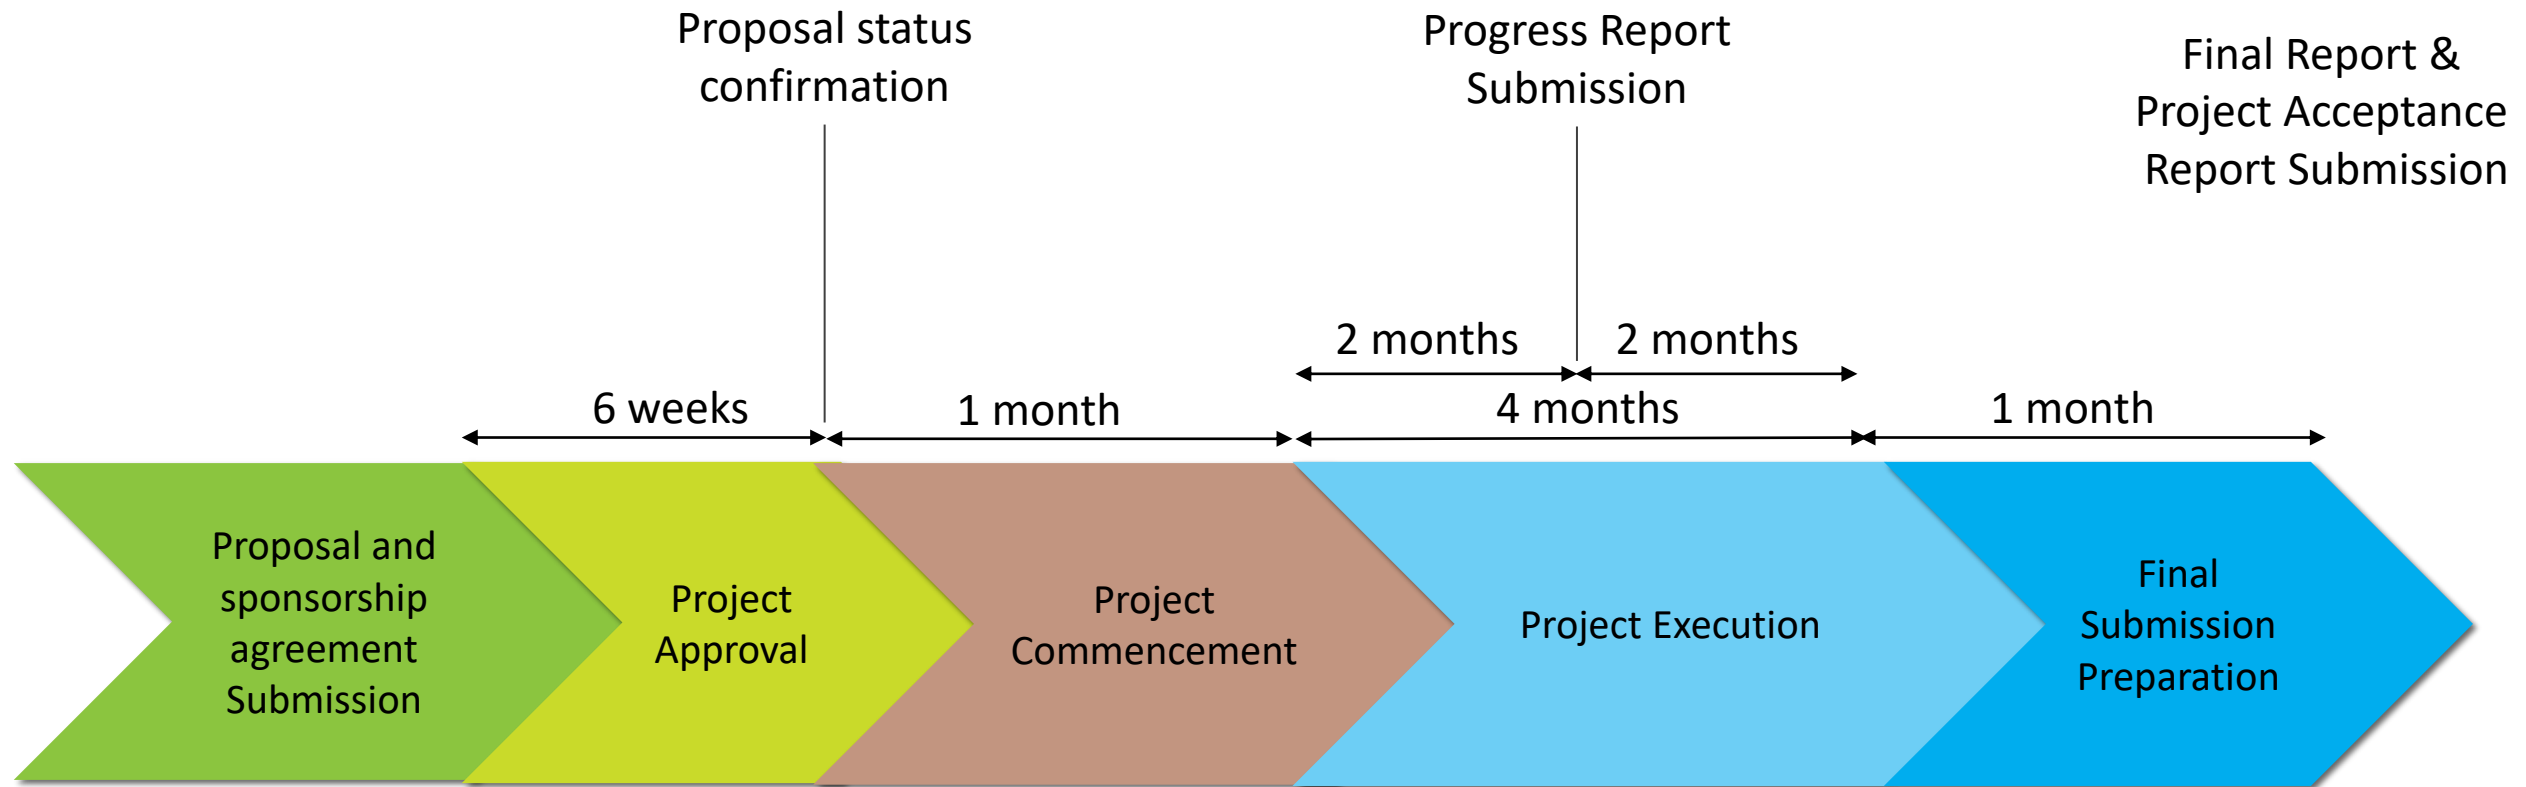 Proposal status
confirmation
Progress Report
Submission
Final Report &
Project Acceptance
Report Submission
2 months
2 months
6 weeks
1 month
4 months
1 month
Proposal and
sponsorship
agreement
Submission
Project
Approval
Project
Commencement
Project Execution
Final
Submission
Preparation